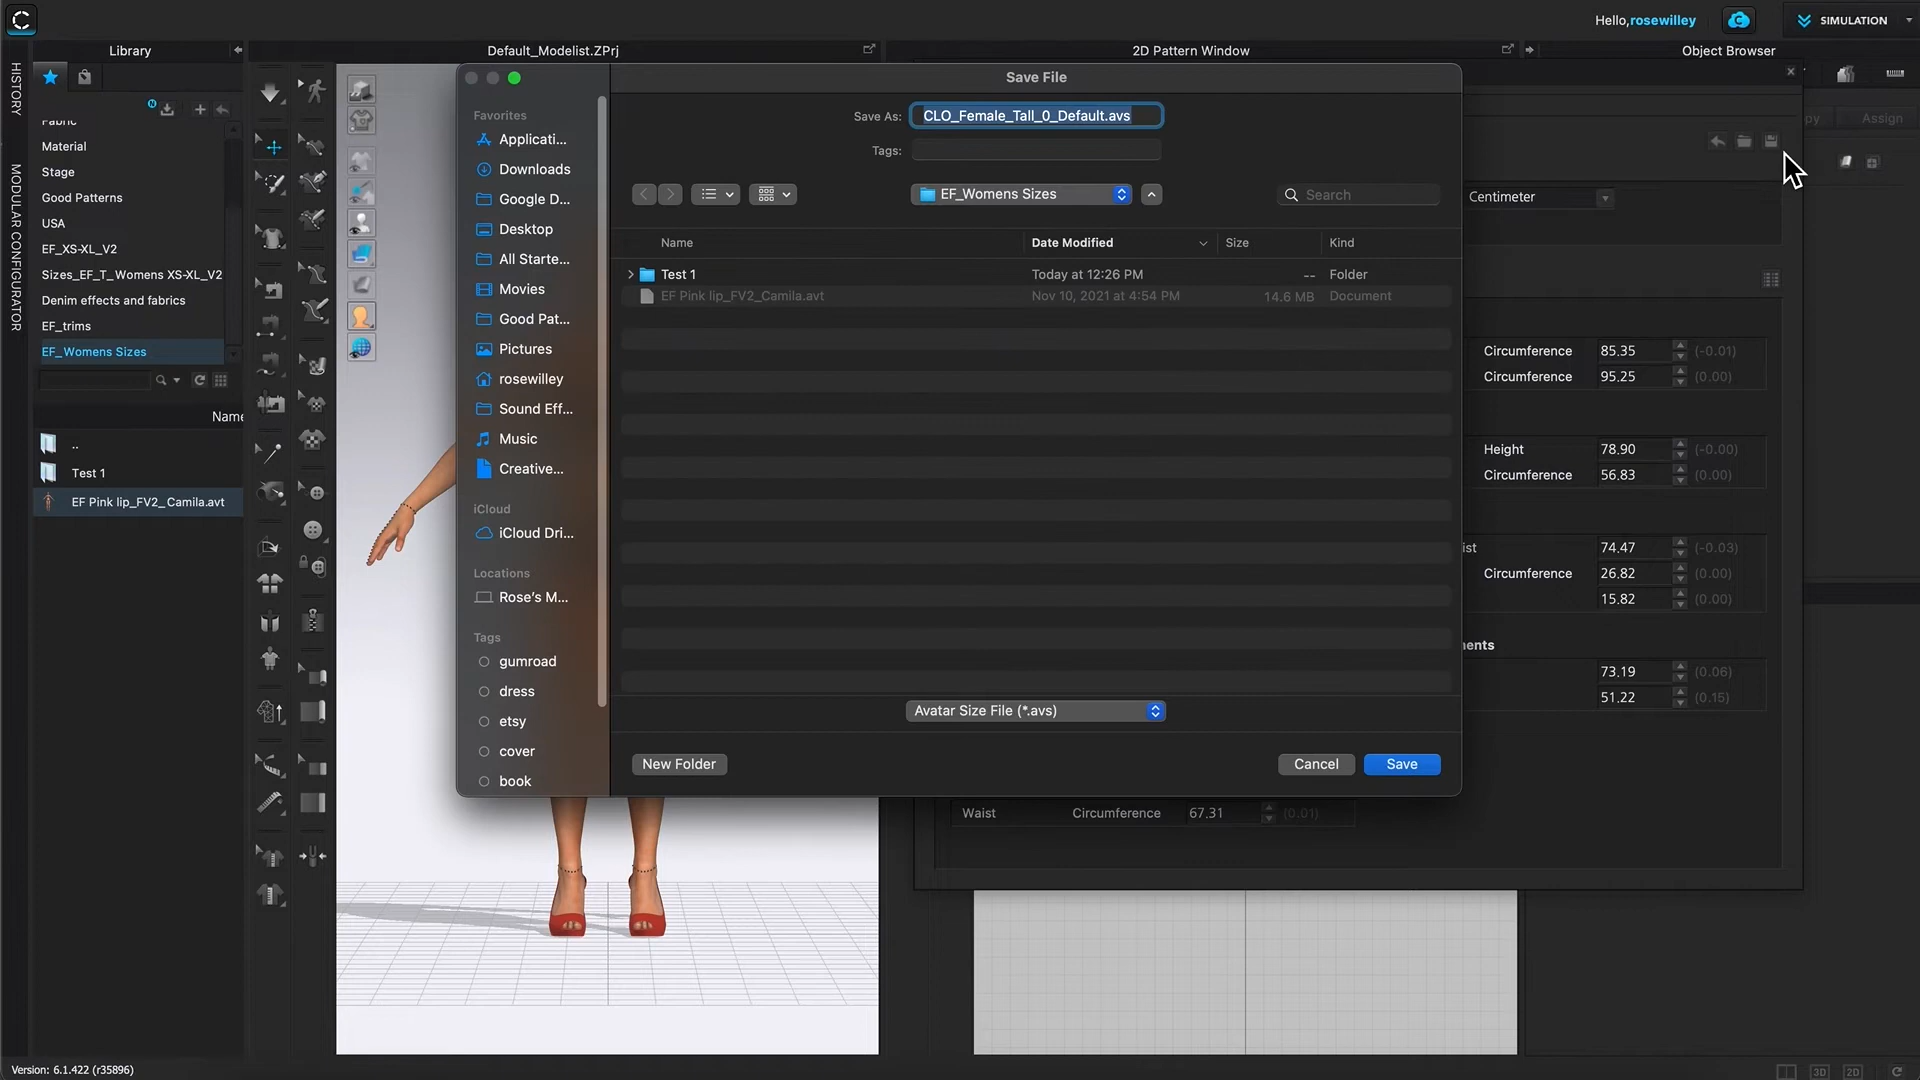 Hello,rosewilley
SIMULATION
Library
Default_Modelist.ZPrj
2D Pattern Window
Object Browser
HISTORY
MODULAR CONFIGURATOR
Fabric
Material
Stage
Good Patterns
USA
EF_XS-XL_V2
Sizes_EF_T_Womens XS-XL_V2
Denim effects and fabrics
EF_trims
EF_Womens Sizes
Name
..
Test 1
EF Pink lip_FV2_Camila.avt
Save File
Save As: CLO_Female_Tall_0_Default.avs
Tags:
EF_Womens Sizes
Search
Favorites
Applicati...
Downloads
Google D...
Desktop
All Starte...
Movies
Good Pat...
Pictures
rosewilley
Sound Eff...
Music
Creative...
iCloud
iCloud Dri...
Locations
Rose's M...
Tags
gumroad
dress
etsy
cover
book
Name Date Modified Size Kind
Test 1 Today at 12:26 PM -- Folder
EF Pink lip_FV2_Camila.avt Nov 10, 2021 at 4:54 PM 14.6 MB Document
Avatar Size File (*.avs)
New Folder
Cancel
Save
py
Assign
Centimeter
Circumference 85.35 (-0.01)
Circumference 95.25 (0.00)
Height 78.90 (-0.00)
Circumference 56.83 (0.00)
ist 74.47 (-0.03)
Circumference 26.82 (0.00)
15.82 (0.00)
ents
73.19 (0.06)
51.22 (0.15)
Waist Circumference 67.31 (0.01)
Version: 6.1.422 (r35896)
3D
2D